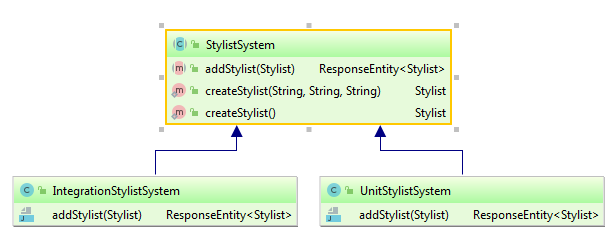 StylistSystem
addStylist(Stylist) ResponseEntity<Stylist>
createStylist(String, String, String) Stylist
createStylist() Stylist
IntegrationStylistSystem
addStylist(Stylist) ResponseEntity<Stylist>
UnitStylistSystem
addStylist(Stylist) ResponseEntity<Stylist>